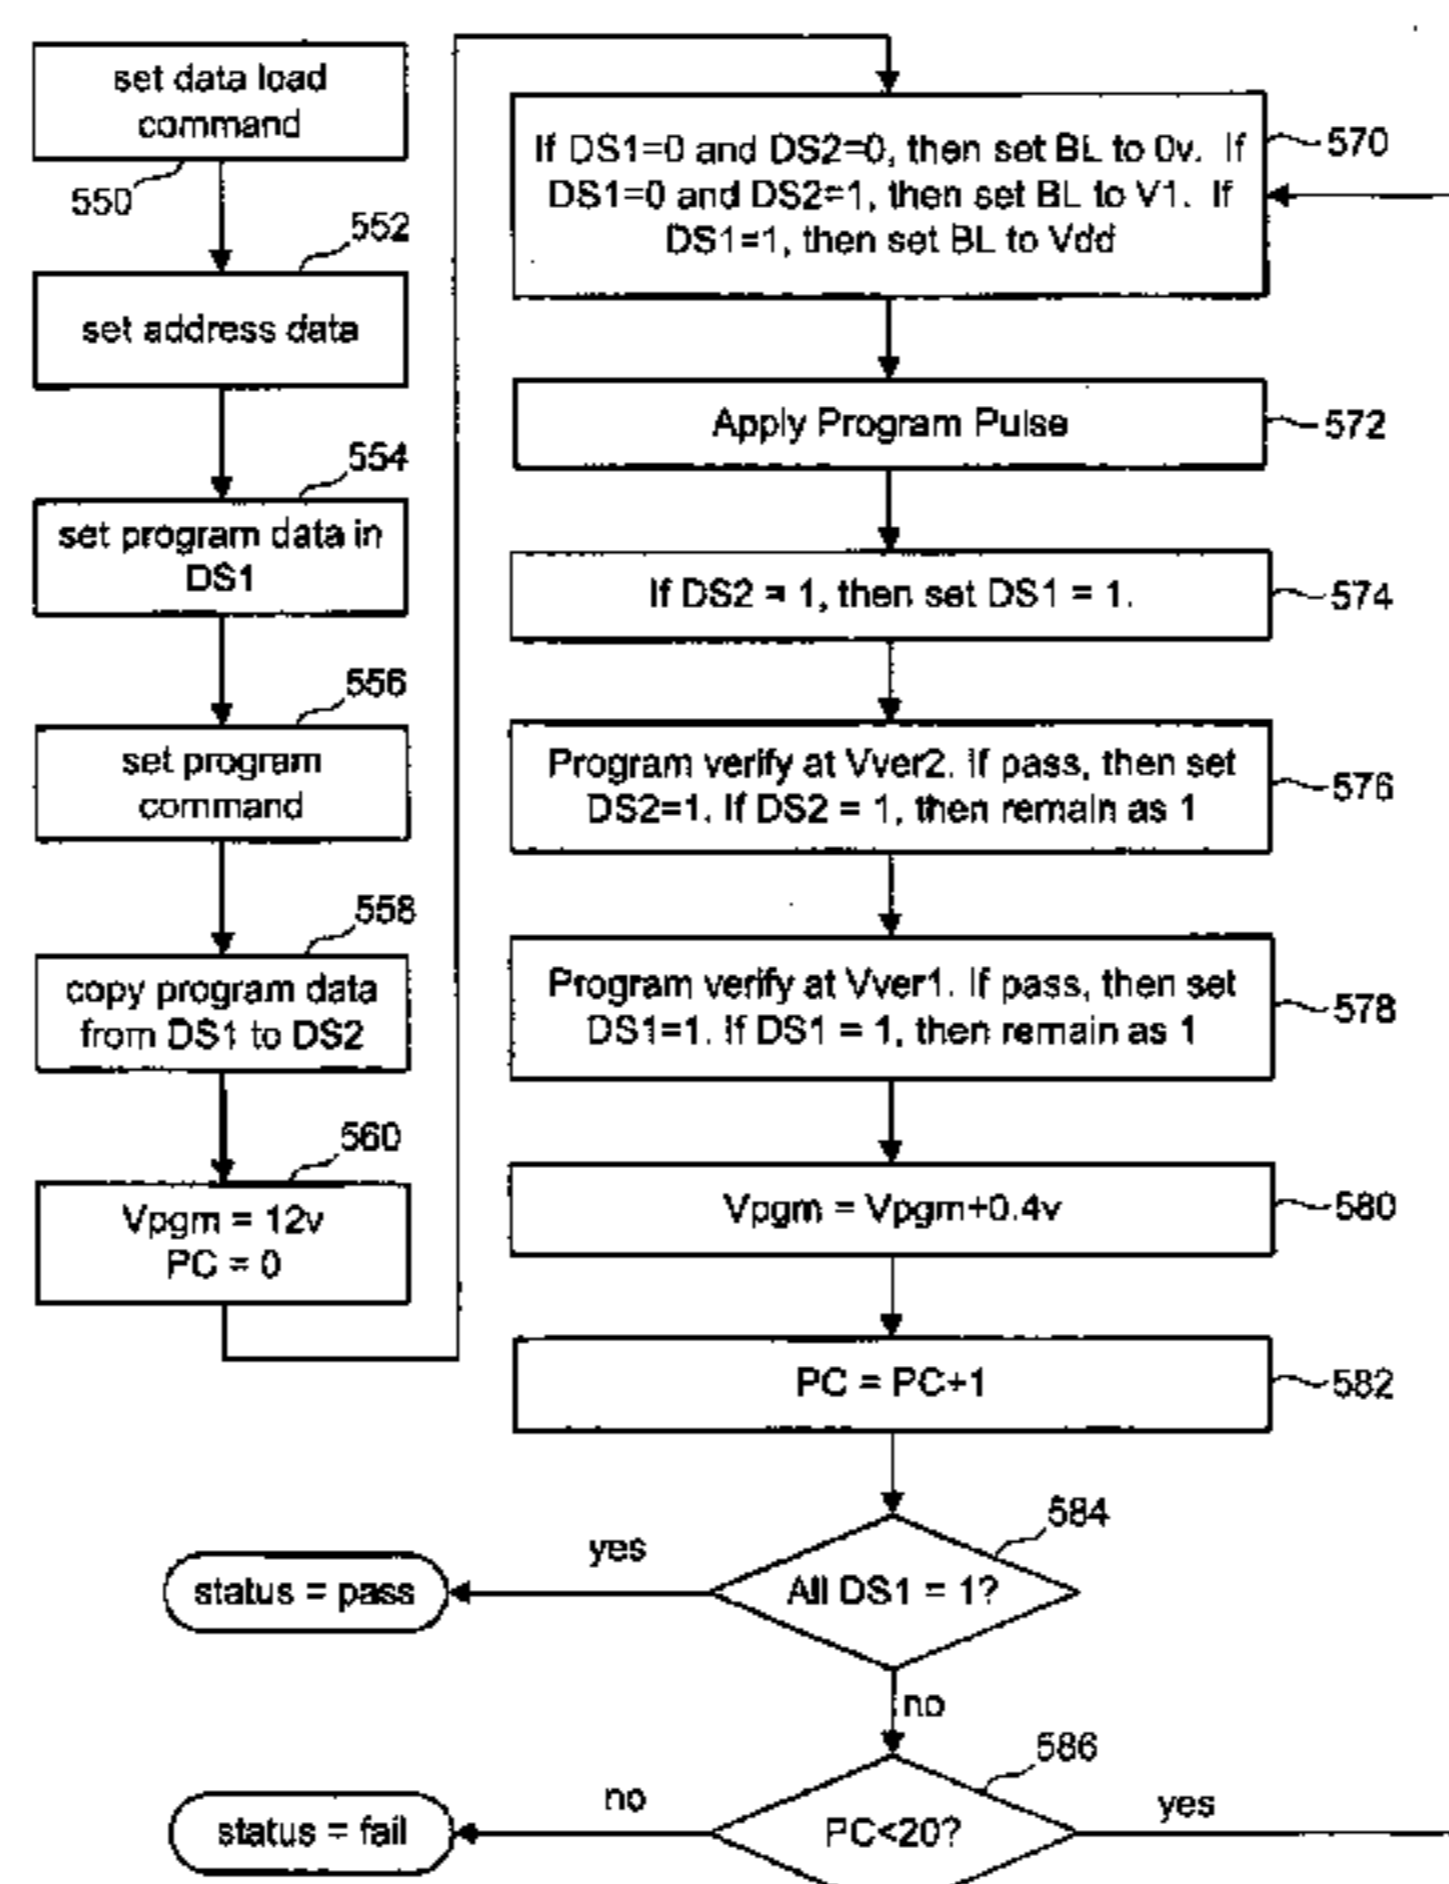 set data load
command
550
552
set address data
554
set program data in
DS1
556
set program
command
558
copy program data
from DS1 to DS2
560
Vpgm = 12v
PC = 0
If DS1=0 and DS2=0, then set BL to 0v. If
DS1=0 and DS2=1, then set BL to V1. If
DS1=1, then set BL to Vdd
570
Apply Program Pulse
572
If DS2 = 1, then set DS1 = 1.
574
Program verify at Vver2. If pass, then set
DS2=1. If DS2 = 1, then remain as 1
576
Program verify at Vver1. If pass, then set
DS1=1. If DS1 = 1, then remain as 1
578
Vpgm = Vpgm+0.4v
580
PC = PC+1
582
584
All DS1 = 1?
yes
status = pass
no
586
PC<20?
no
status = fail
yes